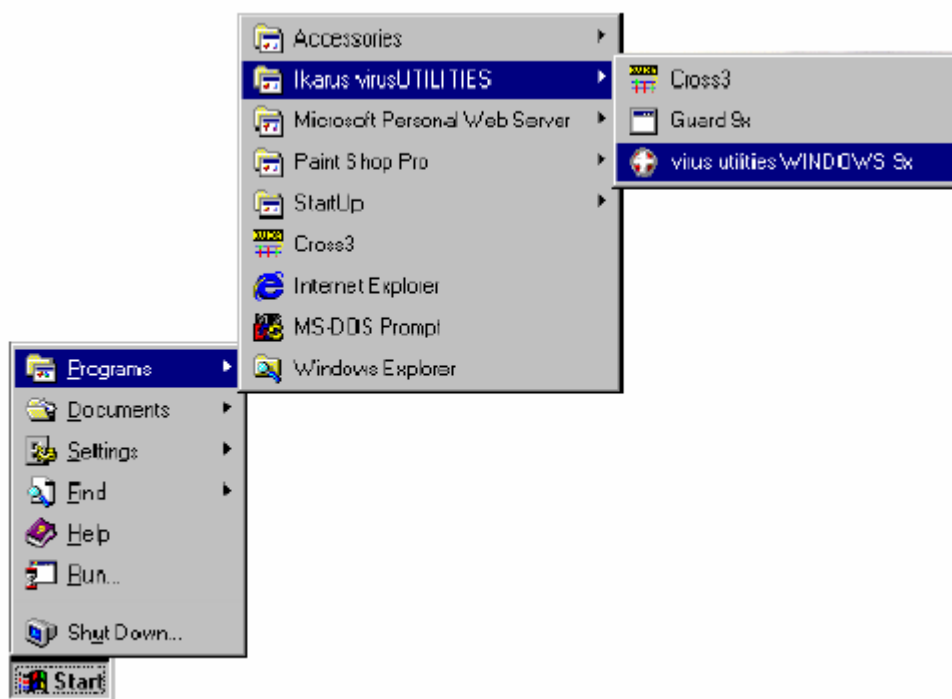 Accessories
Ikarus virusUTILITIES
Microsoft Personal Web Server
Paint Shop Pro
StartUp
Cross3
Internet Explorer
MS-DOS Prompt
Windows Explorer
Cross3
Guard 9x
virus utilities WINDOWS 9x
Programs
Documents
Settings
Find
Help
Run...
Shut Down...
Start